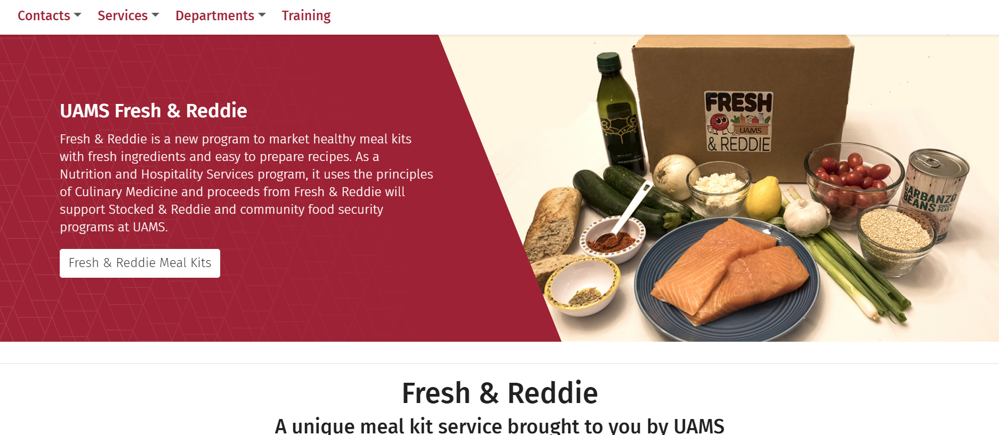 Contacts
Services
Departments
Training
UAMS Fresh & Reddie
Fresh & Reddie is a new program to market healthy meal kits
with fresh ingredients and easy to prepare recipes. As a
Nutrition and Hospitality Services program, it uses the principles
of Culinary Medicine and proceeds from Fresh & Reddie will
support Stocked & Reddie and community food security
programs at UAMS.
Fresh & Reddie Meal Kits
FRESH
UAMS
& REDDIE
GARBANZO
BEANS
CHICK-
PEAS
Fresh & Reddie
A unique meal kit service brought to you by UAMS